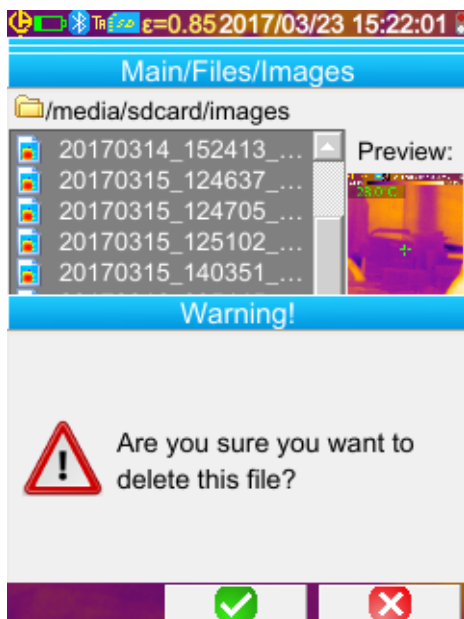 ε=0.85 2017/03/23 15:22:01
Main/Files/Images
/media/sdcard/images
20170314_152413_...
Preview:
20170315_124637_...
20170315_124705_...
20170315_125102_...
20170315_140351_...
Warning!
Are you sure you want to
delete this file?